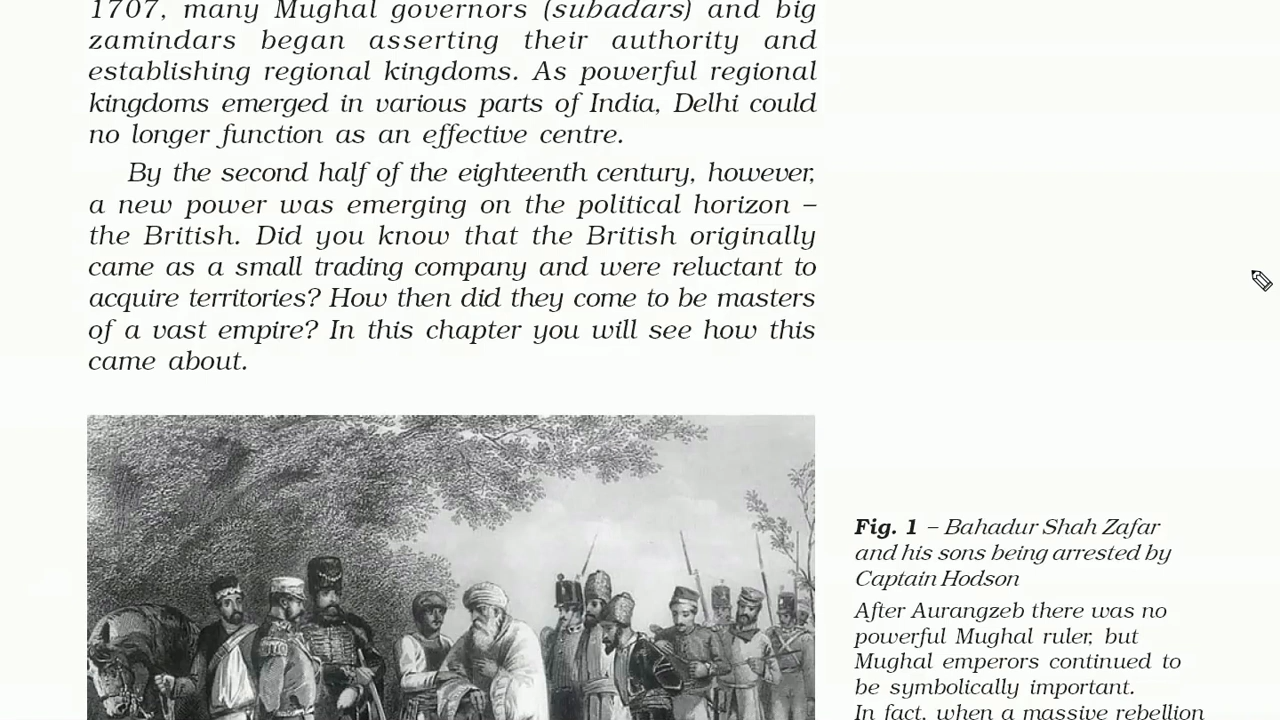 1707, many Mughal governors (subadars) and big
zamindars began asserting their authority and
establishing regional kingdoms. As powerful regional
kingdoms emerged in various parts of India, Delhi could
no longer function as an effective centre.
By the second half of the eighteenth century, however,
a new power was emerging on the political horizon –
the British. Did you know that the British originally
came as a small trading company and were reluctant to
acquire territories? How then did they come to be masters
of a vast empire? In this chapter you will see how this
came about.
Fig. 1 – Bahadur Shah Zafar
and his sons being arrested by
Captain Hodson
After Aurangzeb there was no
powerful Mughal ruler, but
Mughal emperors continued to
be symbolically important.
In fact, when a massive rebellion